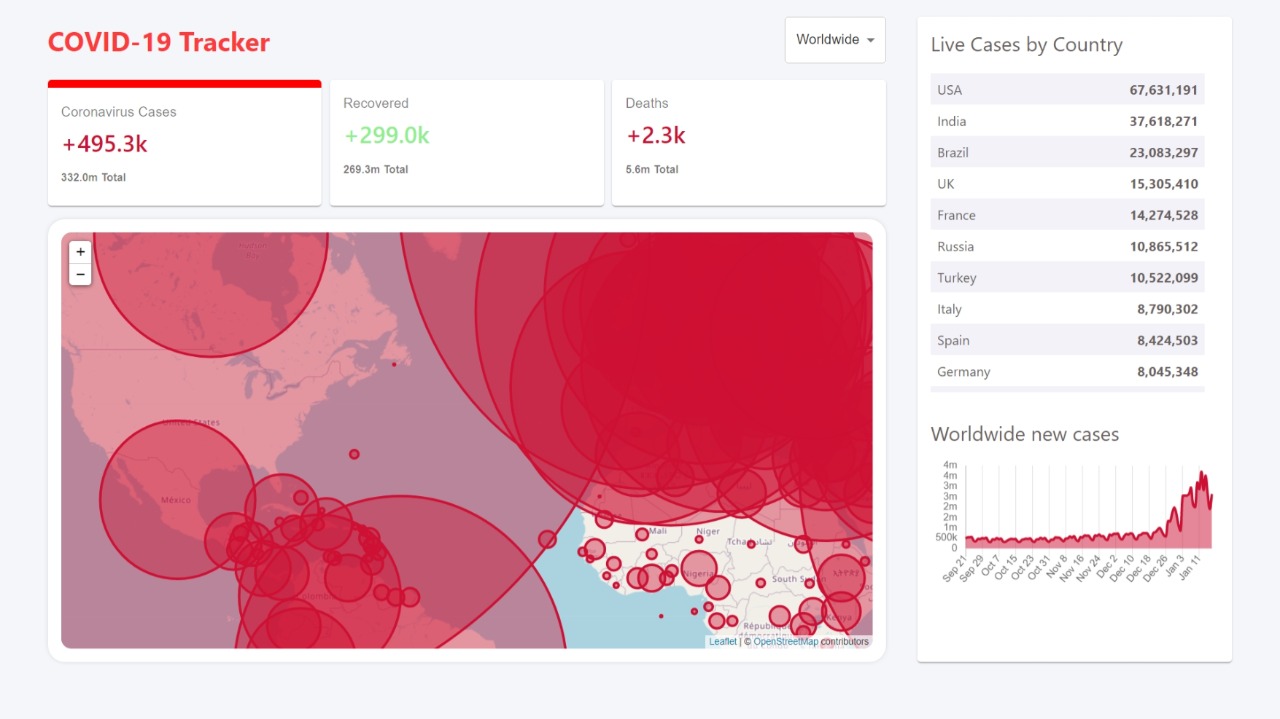 COVID-19 Tracker
Worldwide
Coronavirus Cases
+495.3k
332.0m Total
Recovered
+299.0k
269.3m Total
Deaths
+2.3k
5.6m Total
+
−
United States
México
Mali
Niger
Nigeria
Kenya
Leaflet | © OpenStreetMap contributors
Live Cases by Country
USA 67,631,191
India 37,618,271
Brazil 23,083,297
UK 15,305,410
France 14,274,528
Russia 10,865,512
Turkey 10,522,099
Italy 8,790,302
Spain 8,424,503
Germany 8,045,348
Worldwide new cases
4m
4m
3m
3m
2m
2m
1m
500k
0
Sep 21
Sep 29
Oct 7
Oct 15
Oct 23
Oct 31
Nov 8
Nov 16
Nov 24
Dec 2
Dec 10
Dec 18
Dec 26
Jan 3
Jan 11